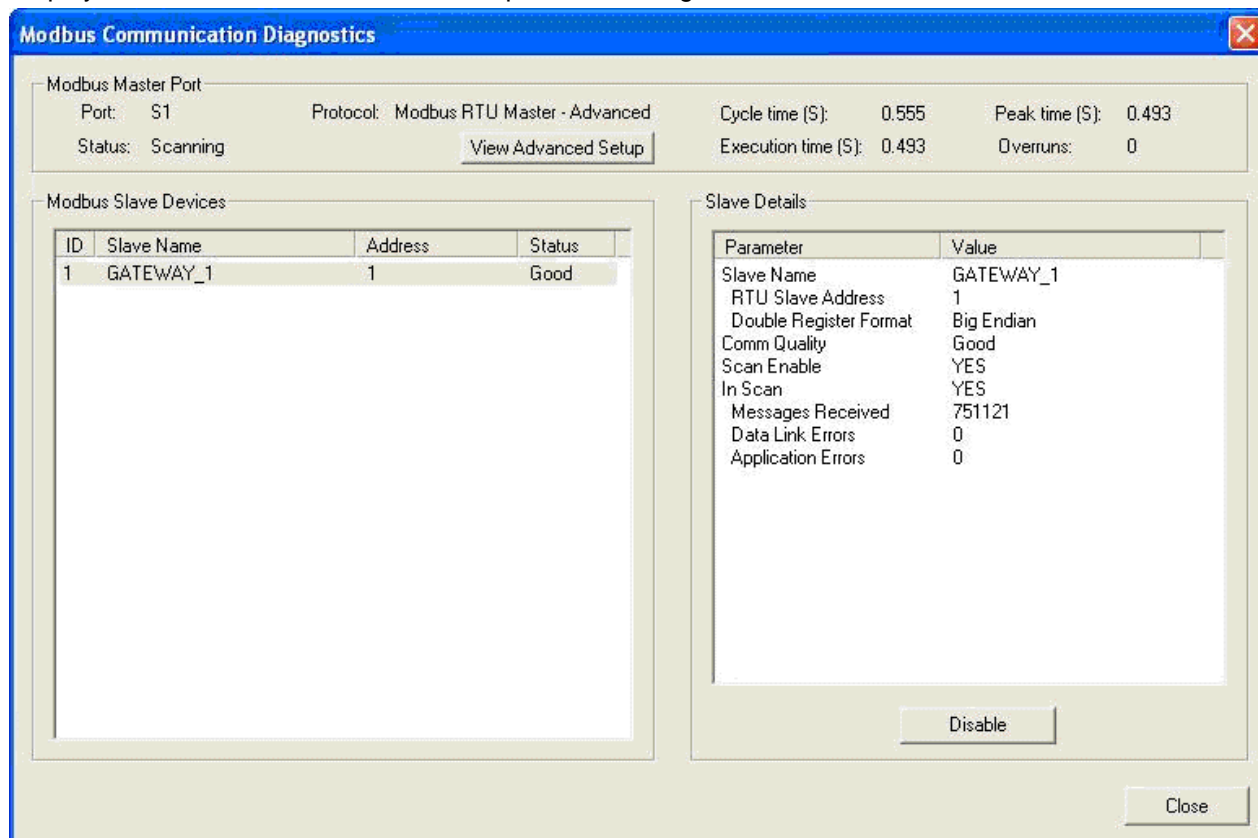 Modbus Communication Diagnostics
Modbus Master Port
Port: S1 Protocol: Modbus RTU Master - Advanced Cycle time (S): 0.555 Peak time (S): 0.493
Status: Scanning View Advanced Setup Execution time (S): 0.493 Overruns: 0
Modbus Slave Devices
ID Slave Name Address Status
1 GATEWAY_1 1 Good
Slave Details
Parameter Value
Slave Name GATEWAY_1
RTU Slave Address 1
Double Register Format Big Endian
Comm Quality Good
Scan Enable YES
In Scan YES
Messages Received 751121
Data Link Errors 0
Application Errors 0
Disable
Close